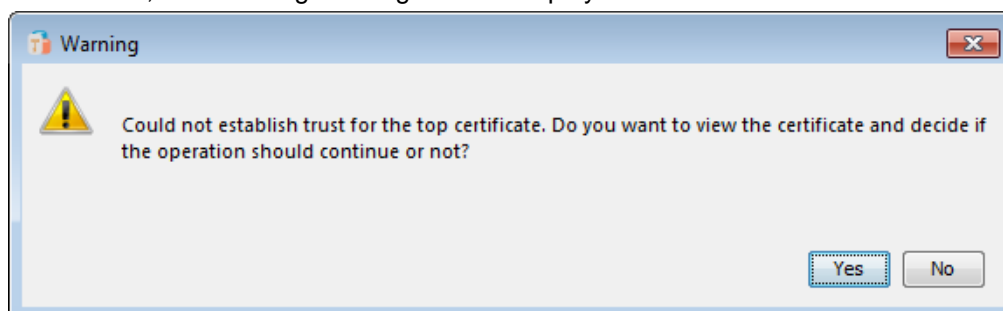 Warning
Could not establish trust for the top certificate. Do you want to view the certificate and decide if
the operation should continue or not?
Yes No